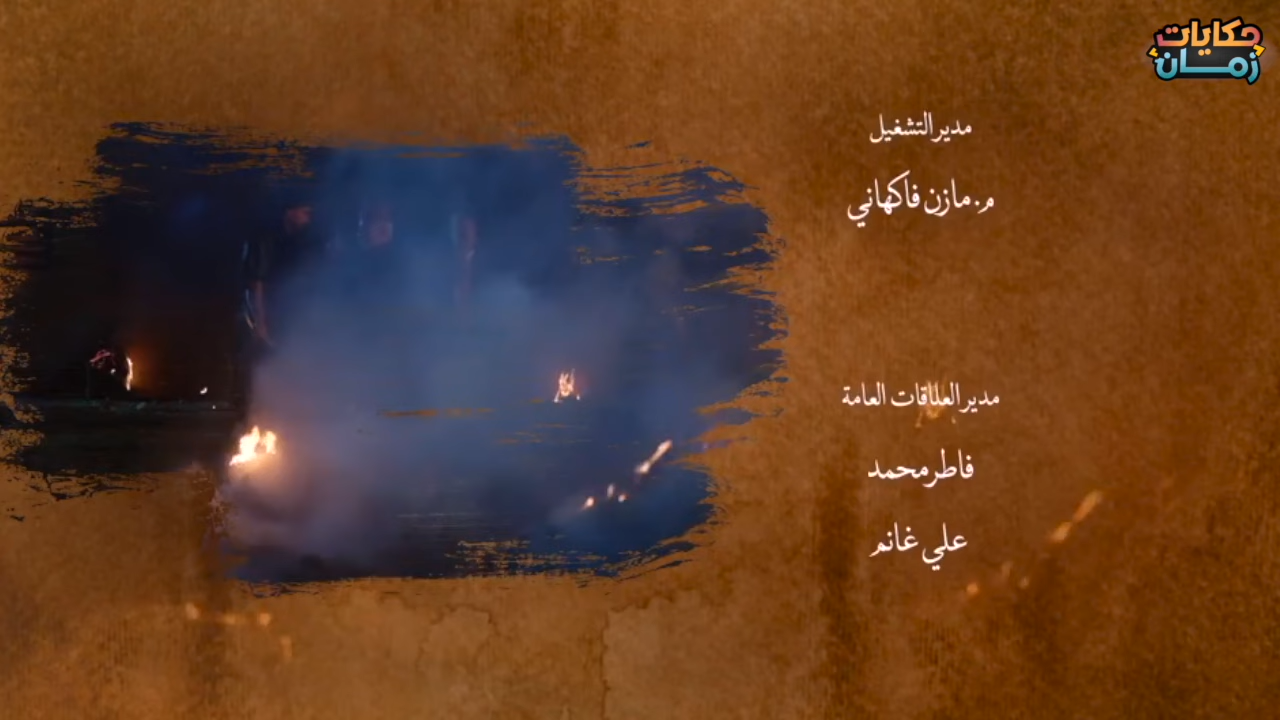 حكايات
زمان
مدير التشغيل
م. مازن فاكهاني
مدير العلاقات العامة
فاطر محمد
علي غانم